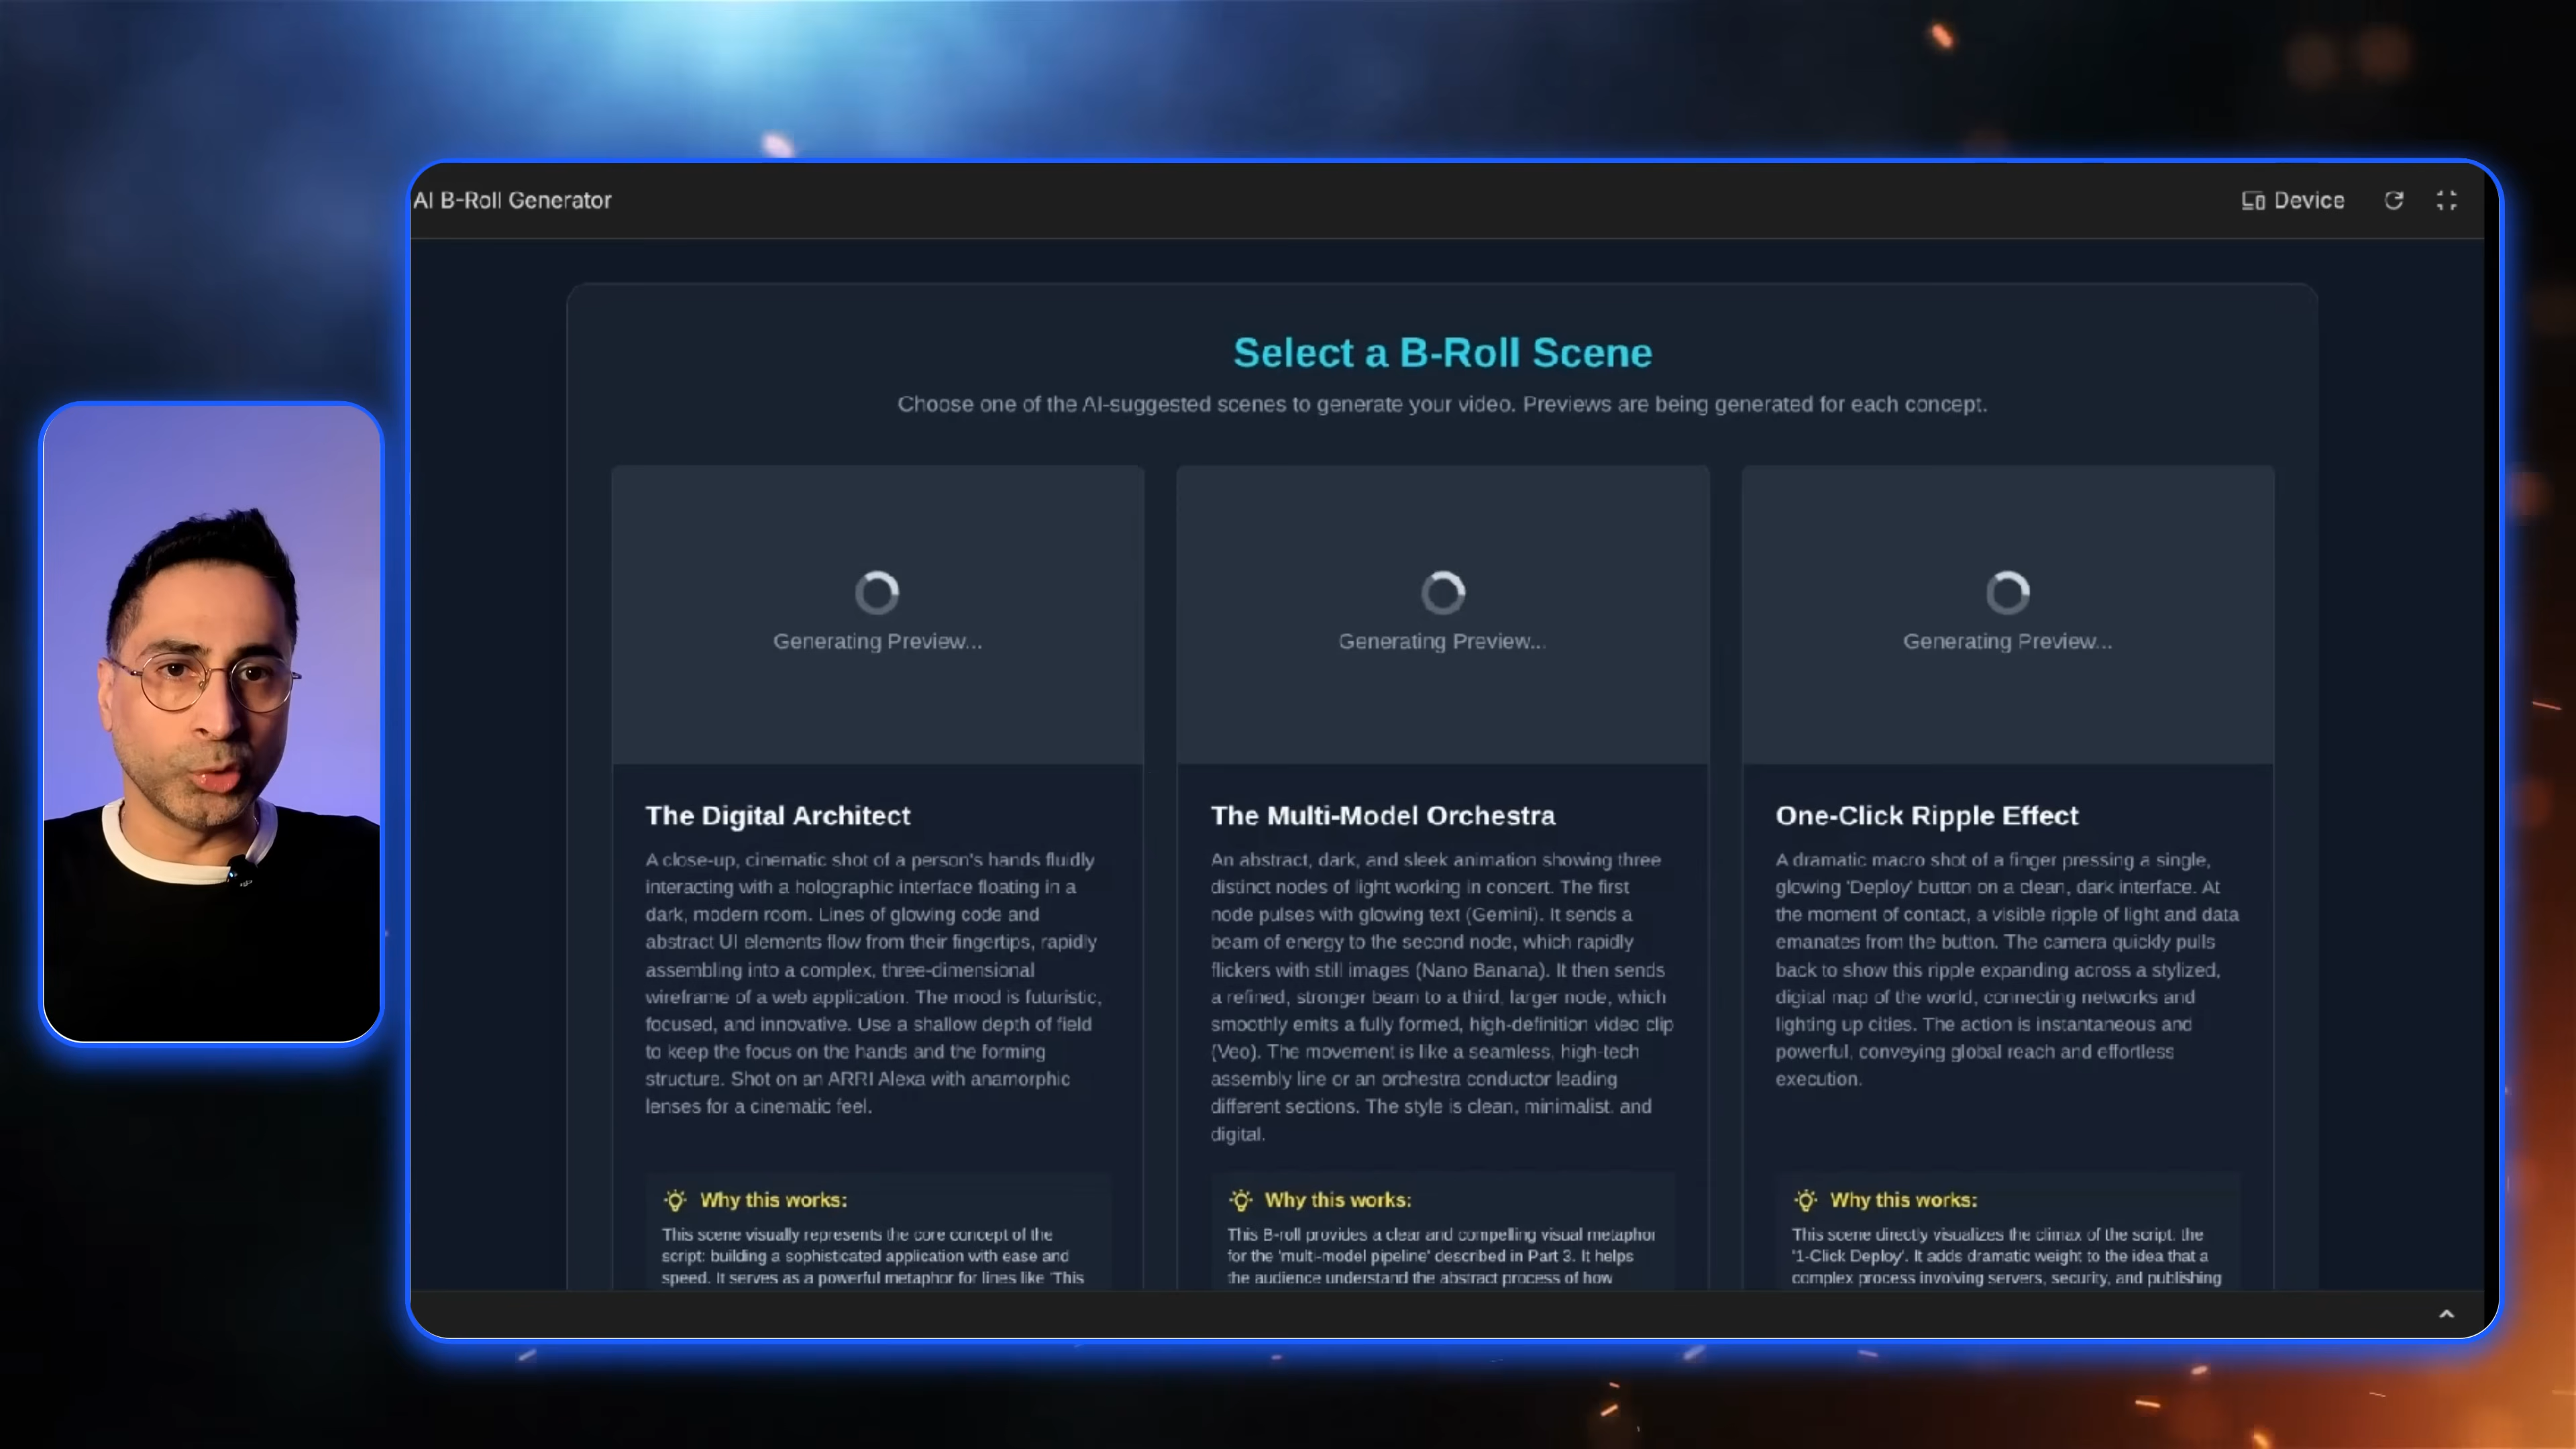 AI B-Roll Generator
Device
Select a B-Roll Scene
Choose one of the AI-suggested scenes to generate your video. Previews are being generated for each concept.
Generating Preview...
Generating Preview...
Generating Preview...
The Digital Architect
A close-up, cinematic shot of a person's hands fluidly
interacting with a holographic interface floating in a
dark, modern room. Lines of glowing code and
abstract UI elements flow from their fingertips, rapidly
assembling into a complex, three-dimensional
wireframe of a web application. The mood is futuristic,
focused, and innovative. Use a shallow depth of field
to keep the focus on the hands and the forming
structure. Shot on an ARRI Alexa with anamorphic
lenses for a cinematic feel.
Why this works:
This scene visually represents the core concept of the
script: building a sophisticated application with ease and
speed. It serves as a powerful metaphor for lines like 'This
The Multi-Model Orchestra
An abstract, dark, and sleek animation showing three
distinct nodes of light working in concert. The first
node pulses with glowing text (Gemini). It sends a
beam of energy to the second node, which rapidly
flickers with still images (Nano Banana). It then sends
a refined, stronger beam to a third, larger node, which
smoothly emits a fully formed, high-definition video clip
(Veo). The movement is like a seamless, high-tech
assembly line or an orchestra conductor leading
different sections. The style is clean, minimalist, and
digital.
Why this works:
This B-roll provides a clear and compelling visual metaphor
for the 'multi-model pipeline' described in Part 3. It helps
the audience understand the abstract process of how
One-Click Ripple Effect
A dramatic macro shot of a finger pressing a single,
glowing 'Deploy' button on a clean, dark interface. At
the moment of contact, a visible ripple of light and data
emanates from the button. The camera quickly pulls
back to show this ripple expanding across a stylized,
digital map of the world, connecting networks and
lighting up cities. The action is instantaneous and
powerful, conveying global reach and effortless
execution.
Why this works:
This scene directly visualizes the climax of the script: the
'1-Click Deploy'. It adds dramatic weight to the idea that a
complex process involving servers, security, and publishing